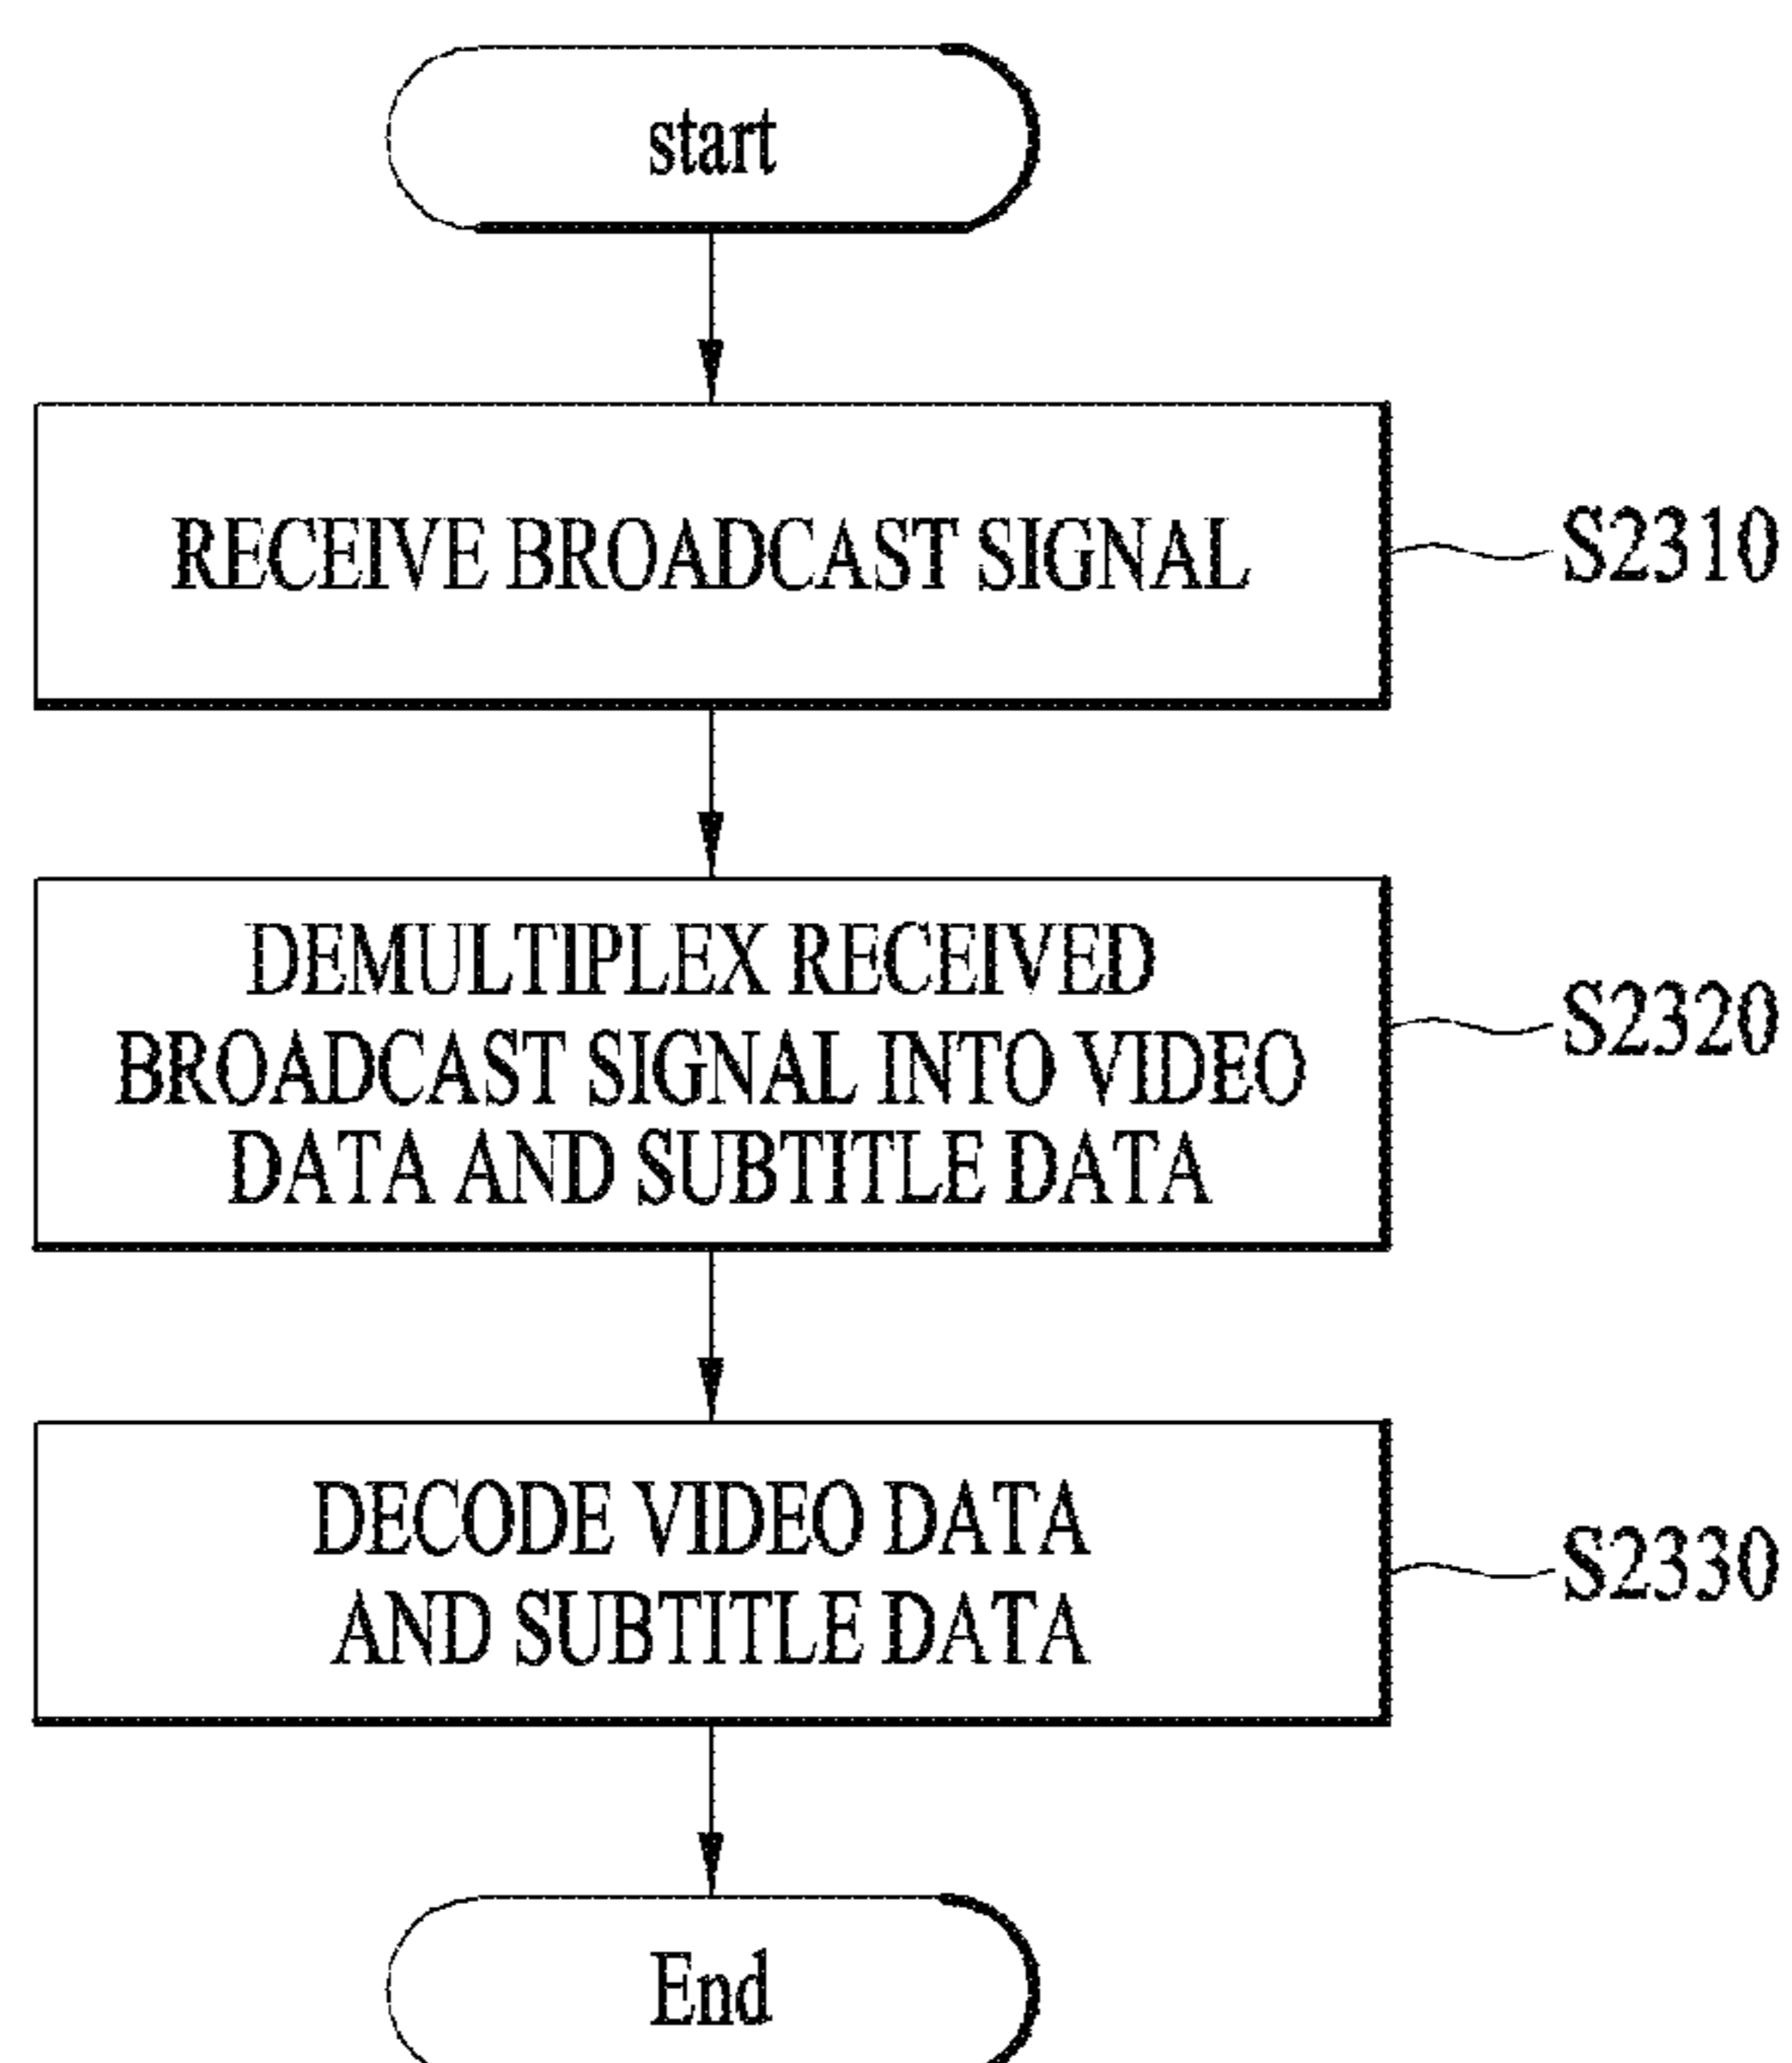 start
RECEIVE BROADCAST SIGNAL
S2310
DEMULTIPLEX RECEIVED
BROADCAST SIGNAL INTO VIDEO
DATA AND SUBTITLE DATA
S2320
DECODE VIDEO DATA
AND SUBTITLE DATA
S2330
End